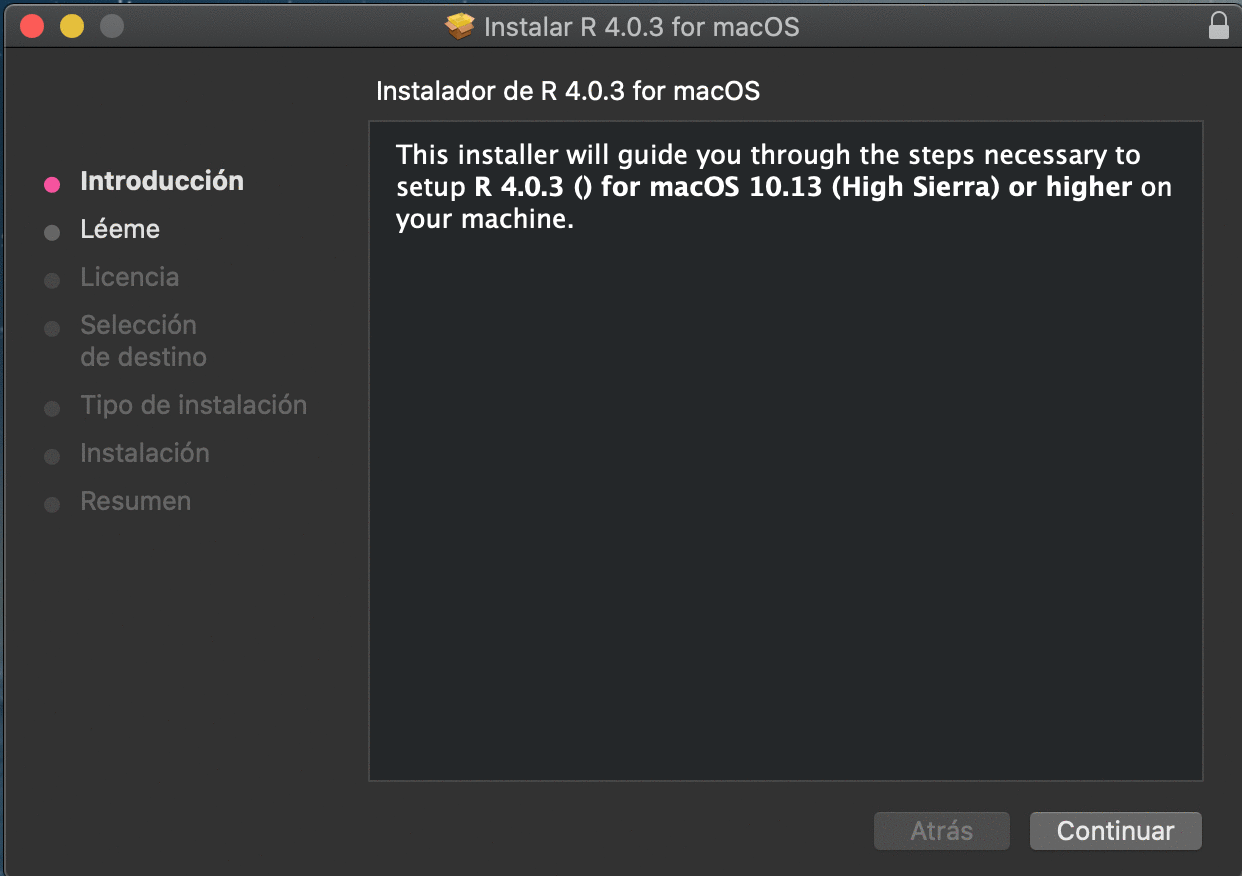 Instalar R 4.0.3 for macOS
Instalador de R 4.0.3 for macOS
Introducción
Léeme
Licencia
Selección
de destino
Tipo de instalación
Instalación
Resumen
This installer will guide you through the steps necessary to
setup R 4.0.3 () for macOS 10.13 (High Sierra) or higher on
your machine.
Atrás
Continuar